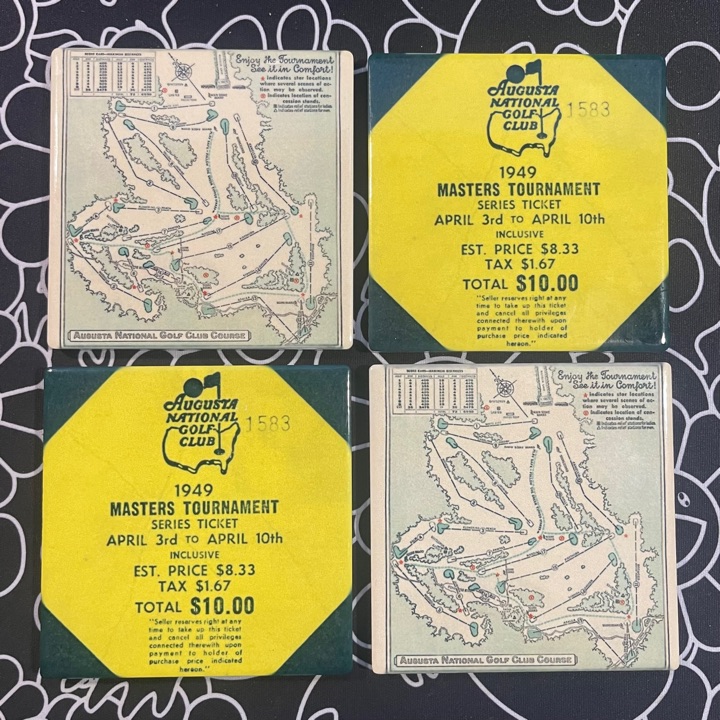 Enjoy the Tournament
See it in Comfort!
Indicates star locations
where several scenes of ac-
tion may be observed.
Indicates location of con-
cession stands.
AUGUSTA NATIONAL GOLF CLUB COURSE
AUGUSTA
NATIONAL
GOLF
CLUB
1583
1949
MASTERS TOURNAMENT
SERIES TICKET
APRIL 3rd TO APRIL 10th
INCLUSIVE
EST. PRICE $8.33
TAX $1.67
TOTAL $10.00
"Seller reserves right at any
time to take up this ticket
and cancel all privileges
connected therewith upon
payment to holder of
purchase price indicated
hereon."
AUGUSTA
NATIONAL
GOLF
CLUB
1583
1949
MASTERS TOURNAMENT
SERIES TICKET
APRIL 3rd TO APRIL 10th
INCLUSIVE
EST. PRICE $8.33
TAX $1.67
TOTAL $10.00
"Seller reserves right at any
time to take up this ticket
and cancel all privileges
connected therewith upon
payment to holder of
purchase price indicated
hereon."
Enjoy the Tournament
See it in Comfort!
Indicates star locations
where several scenes of ac-
tion may be observed.
Indicates location of con-
cession stands.
AUGUSTA NATIONAL GOLF CLUB COURSE